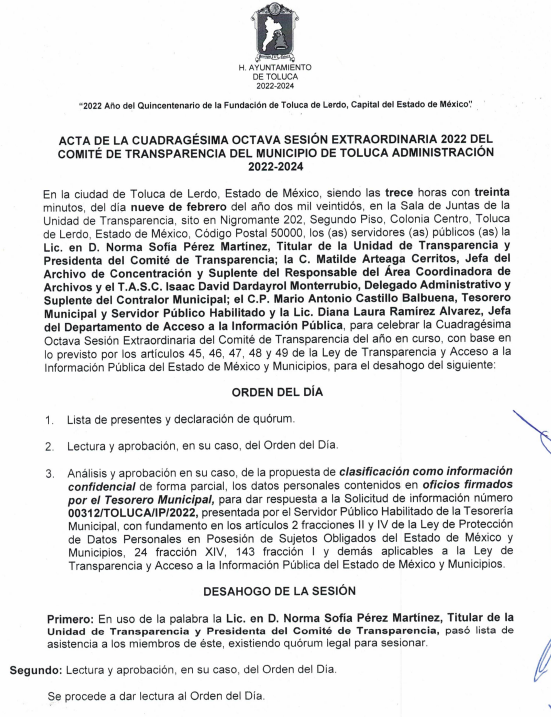 H. AYUNTAMIENTO
DE TOLUCA
2022-2024
"2022 Año del Quincentenario de la Fundación de Toluca de Lerdo, Capital del Estado de México".
ACTA DE LA CUADRAGÉSIMA OCTAVA SESIÓN EXTRAORDINARIA 2022 DEL
COMITÉ DE TRANSPARENCIA DEL MUNICIPIO DE TOLUCA ADMINISTRACIÓN
2022-2024
En la ciudad de Toluca de Lerdo, Estado de México, siendo las trece horas con treinta
minutos, del día nueve de febrero del año dos mil veintidós, en la Sala de Juntas de la
Unidad de Transparencia, sito en Nigromante 202, Segundo Piso, Colonia Centro, Toluca
de Lerdo, Estado de México, Código Postal 50000, los (as) servidores (as) públicos (as) la
Lic. en D. Norma Sofía Pérez Martínez, Titular de la Unidad de Transparencia y
Presidenta del Comité de Transparencia; la C. Matilde Arteaga Cerritos, Jefa del
Archivo de Concentración y Suplente del Responsable del Área Coordinadora de
Archivos y el T.A.S.C. Isaac David Dardayrol Monterrubio, Delegado Administrativo y
Suplente del Contralor Municipal; el C.P. Mario Antonio Castillo Balbuena, Tesorero
Municipal y Servidor Público Habilitado y la Lic. Diana Laura Ramírez Alvarez, Jefa
del Departamento de Acceso a la Información Pública, para celebrar la Cuadragésima
Octava Sesión Extraordinaria del Comité de Transparencia del año en curso, con base en
lo previsto por los artículos 45, 46, 47, 48 y 49 de la Ley de Transparencia y Acceso a la
Información Pública del Estado de México y Municipios, para el desahogo del siguiente:
ORDEN DEL DÍA
1. Lista de presentes y declaración de quórum.
2. Lectura y aprobación, en su caso, del Orden del Día.
3. Análisis y aprobación en su caso, de la propuesta de clasificación como información
confidencial de forma parcial, los datos personales contenidos en oficios firmados
por el Tesorero Municipal, para dar respuesta a la Solicitud de información número
00312/TOLUCA/IP/2022, presentada por el Servidor Público Habilitado de la Tesorería
Municipal, con fundamento en los artículos 2 fracciones II y IV de la Ley de Protección
de Datos Personales en Posesión de Sujetos Obligados del Estado de México y
Municipios, 24 fracción XIV, 143 fracción I y demás aplicables a la Ley de
Transparencia y Acceso a la Información Pública del Estado de México y Municipios.
DESAHOGO DE LA SESIÓN
Primero: En uso de la palabra la Lic. en D. Norma Sofía Pérez Martínez, Titular de la
Unidad de Transparencia y Presidenta del Comité de Transparencia, pasó lista de
asistencia a los miembros de éste, existiendo quórum legal para sesionar.
Segundo: Lectura y aprobación, en su caso, del Orden del Día.
Se procede a dar lectura al Orden del Día.